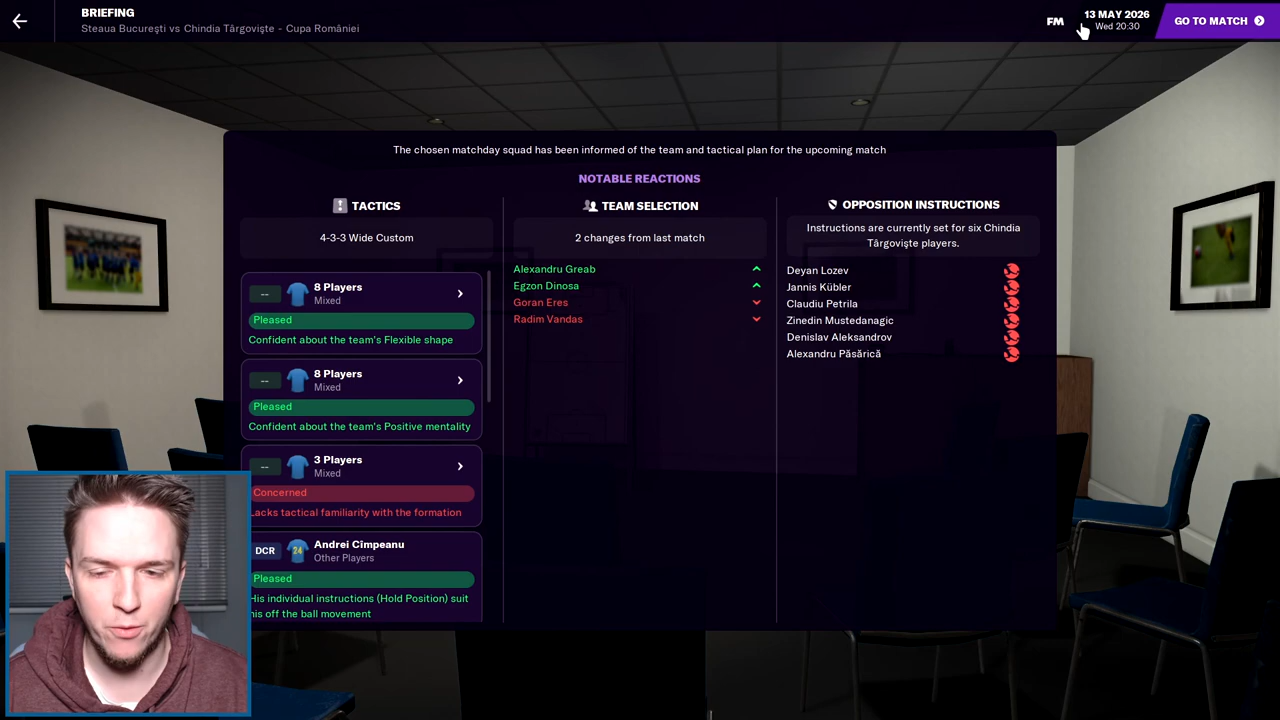 BRIEFING
Steaua București vs Chindia Târgoviște - Cupa României
FM
13 MAY 2026
Wed 20:30
GO TO MATCH
The chosen matchday squad has been informed of the team and tactical plan for the upcoming match
NOTABLE REACTIONS
TACTICS
4-3-3 Wide Custom
--
8 Players
Mixed
Pleased
Confident about the team's Flexible shape
--
8 Players
Mixed
Pleased
Confident about the team's Positive mentality
--
3 Players
Mixed
Concerned
Lacks tactical familiarity with the formation
DCR
24
Andrei Cîmpeanu
Other Players
Pleased
His individual instructions (Hold Position) suit
his off the ball movement
TEAM SELECTION
2 changes from last match
Alexandru Greab
Egzon Dinosa
Goran Eres
Radim Vandas
OPPOSITION INSTRUCTIONS
Instructions are currently set for six Chindia
Târgoviște players.
Deyan Lozev
Jannis Kübler
Claudiu Petrila
Zinedin Mustedanagic
Denislav Aleksandrov
Alexandru Păsărică